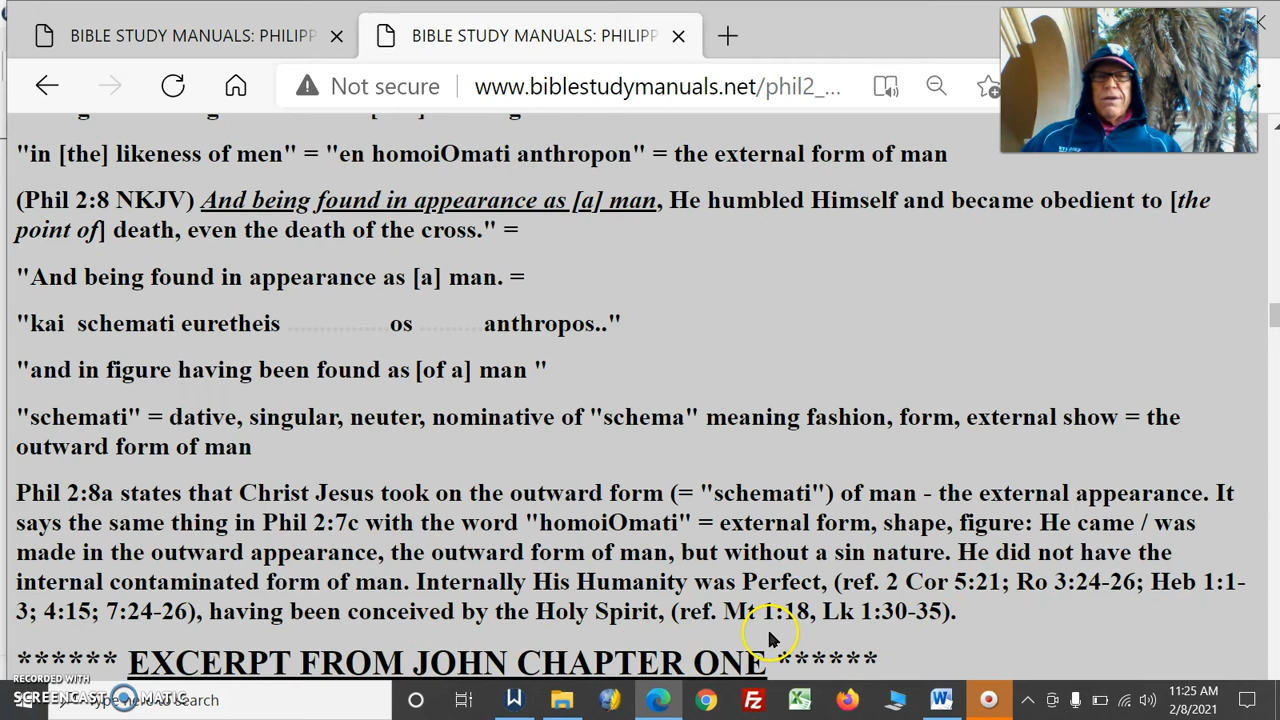 BIBLE STUDY MANUALS: PHILIPP
BIBLE STUDY MANUALS: PHILIPP
Not secure
www.biblestudymanuals.net/phil2_...
"in [the] likeness of men" = "en homoiOmati anthropon" = the external form of man
(Phil 2:8 NKJV) And being found in appearance as [a] man, He humbled Himself and became obedient to [the
point of] death, even the death of the cross." =
"And being found in appearance as [a] man. =
"kai schemati euretheis ............... os ......... anthropos.."
"and in figure having been found as [of a] man "
"schemati" = dative, singular, neuter, nominative of "schema" meaning fashion, form, external show = the
outward form of man
Phil 2:8a states that Christ Jesus took on the outward form (= "schemati") of man - the external appearance. It
says the same thing in Phil 2:7c with the word "homoiOmati" = external form, shape, figure: He came / was
made in the outward appearance, the outward form of man, but without a sin nature. He did not have the
internal contaminated form of man. Internally His Humanity was Perfect, (ref. 2 Cor 5:21; Ro 3:24-26; Heb 1:1-
3; 4:15; 7:24-26), having been conceived by the Holy Spirit, (ref. Mt 1:18, Lk 1:30-35).
****** EXCERPT FROM JOHN CHAPTER ONE ******
RECORDED WITH
SCREENCAST MATIC
Type here to search
11:25 AM
2/8/2021